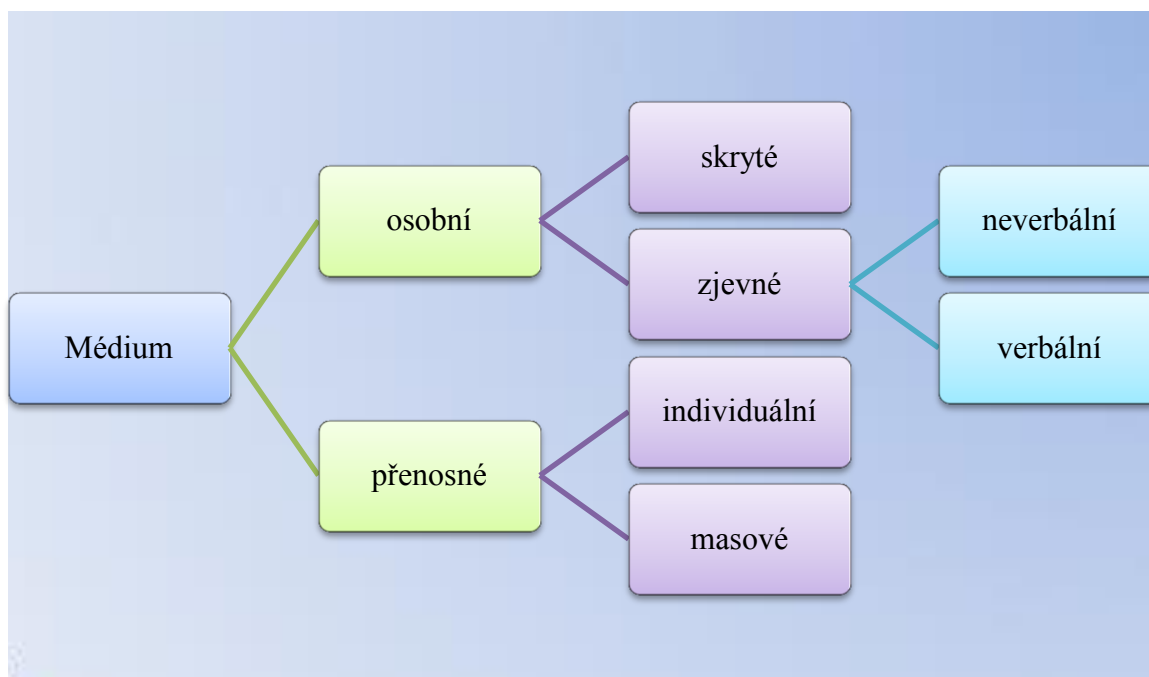 Médium
osobní
přenosné
skryté
zjevné
individuální
masové
neverbální
verbální